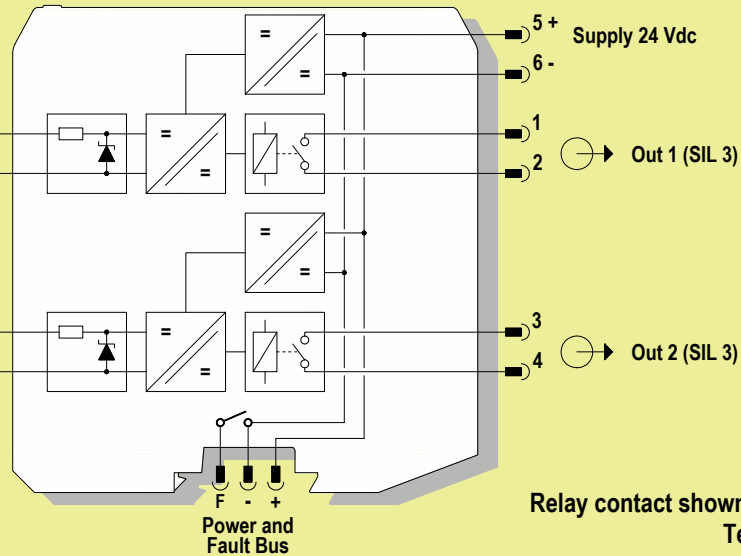 5 +
Supply 24 Vdc
6 -
1
2
Out 1 (SIL 3)
3
4
Out 2 (SIL 3)
F - +
Power and
Fault Bus
Relay contact shown
Te